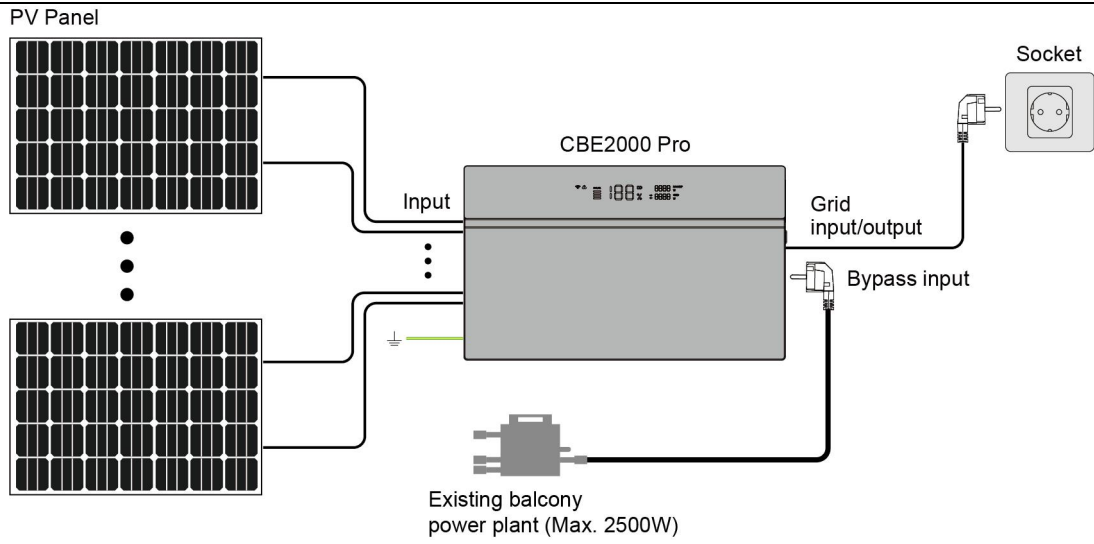 PV Panel
Socket
CBE2000 Pro
Input
Grid
input/output
Bypass input
Existing balcony
power plant (Max. 2500W)